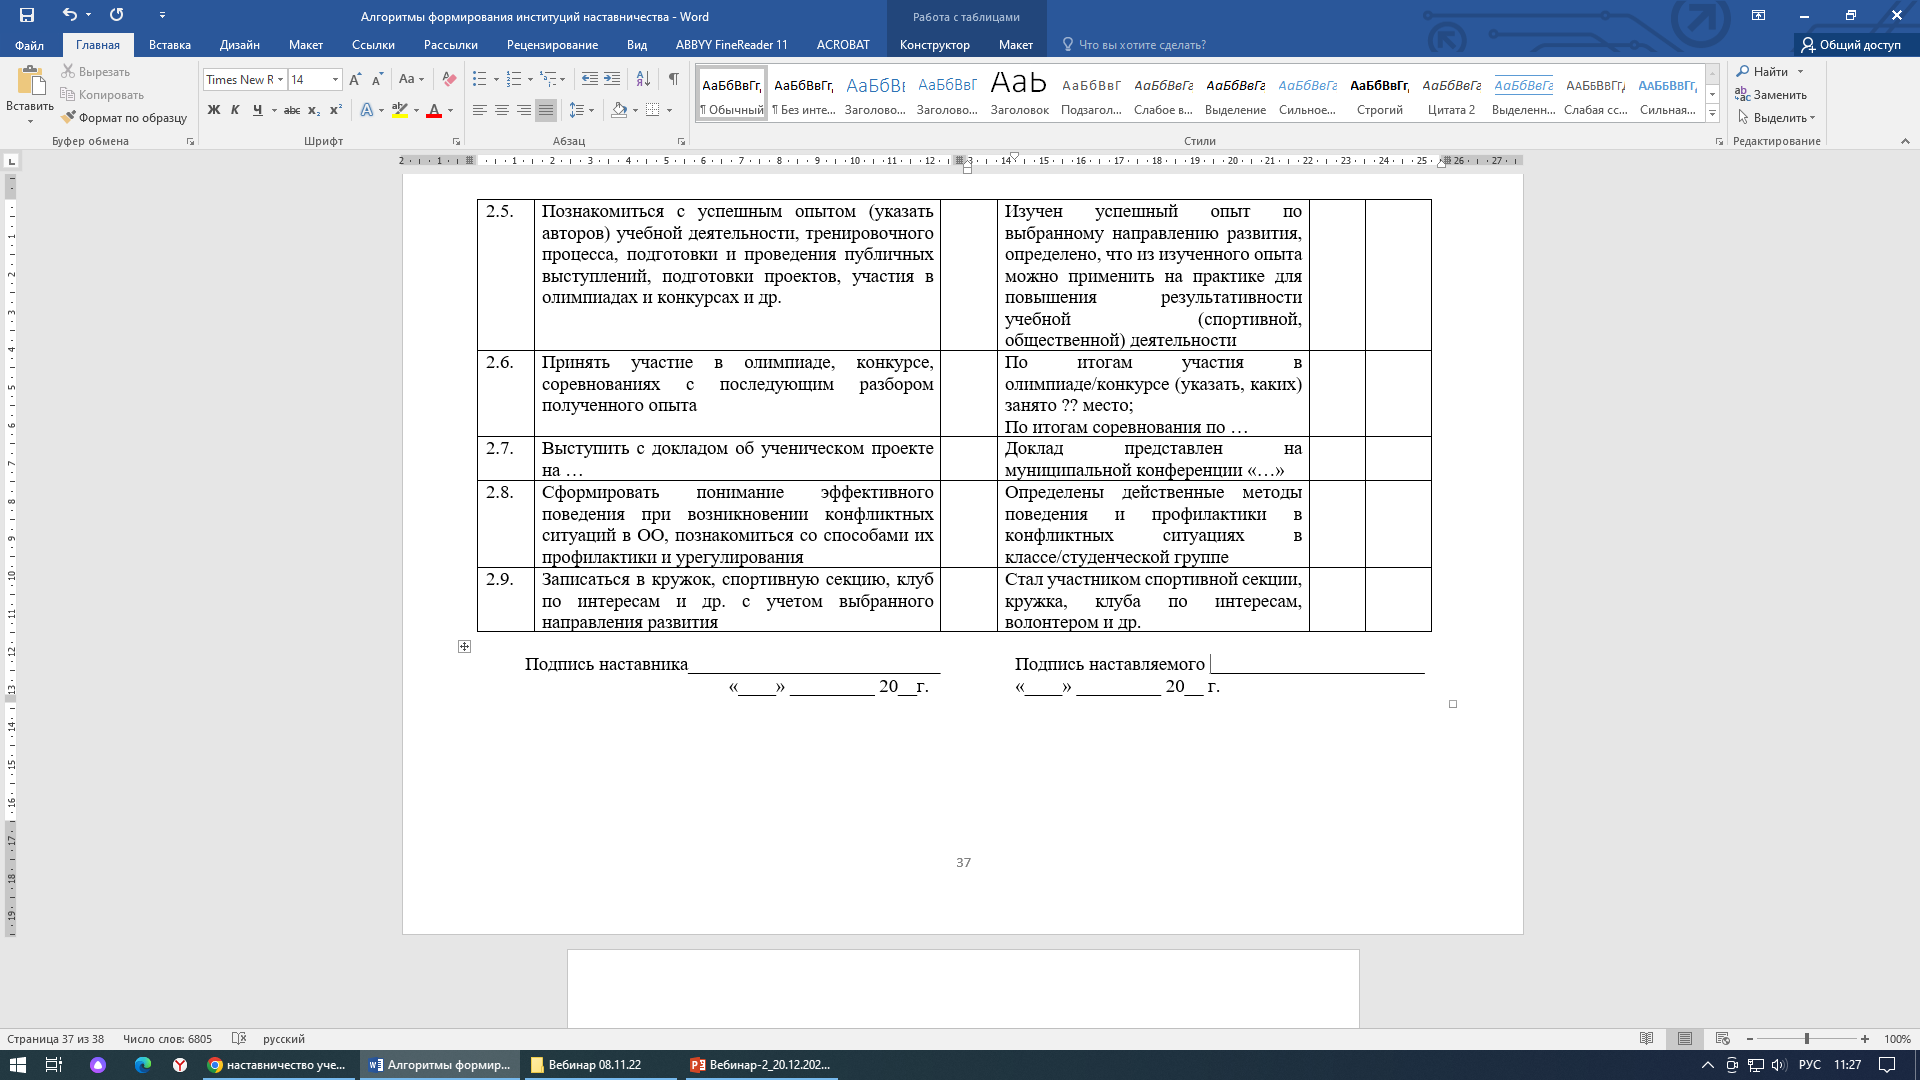 Алгоритмы формирования институций наставничества - Word
Работа с таблицами
Файл
Главная
Вставка
Дизайн
Макет
Ссылки
Рассылки
Рецензирование
Вид
ABBYY FineReader 11
ACROBAT
Конструктор
Макет
Что вы хотите сделать?
Общий доступ
Вставить
Вырезать
Копировать
Формат по образцу
Буфер обмена
Times New R
14
Шрифт
Абзац
¶ Обычный
¶ Без инте...
Заголово...
Заголово...
Заголовок
Подзагол...
Слабое в...
Выделение
Сильное...
Строгий
Цитата 2
Выделенн...
Слабая сс...
Сильная...
Стили
Найти
Заменить
Выделить
Редактирование
2.5.
Познакомиться с успешным опытом (указать
авторов) учебной деятельности, тренировочного
процесса, подготовки и проведения публичных
выступлений, подготовки проектов, участия в
олимпиадах и конкурсах и др.
Изучен успешный опыт по
выбранному направлению развития,
определено, что из изученного опыта
можно применить на практике для
повышения результативности
учебной (спортивной,
общественной) деятельности
2.6.
Принять участие в олимпиаде, конкурсе,
соревнованиях с последующим разбором
полученного опыта
По итогам участия в
олимпиаде/конкурсе (указать, каких)
занято ?? место;
По итогам соревнования по …
2.7.
Выступить с докладом об ученическом проекте
на …
Доклад представлен на
муниципальной конференции «…»
2.8.
Сформировать понимание эффективного
поведения при возникновении конфликтных
ситуаций в ОО, познакомиться со способами их
профилактики и урегулирования
Определены действенные методы
поведения и профилактики в
конфликтных ситуациях в
классе/студенческой группе
2.9.
Записаться в кружок, спортивную секцию, клуб
по интересам и др. с учетом выбранного
направления развития
Стал участником спортивной секции,
кружка, клуба по интересам,
волонтером и др.
Подпись наставника___________________________
«____» _________ 20__г.
Подпись наставляемого _______________________
«____» _________ 20__ г.
37
Страница 37 из 38
Число слов: 6805
русский
100%
наставничество уче...
Алгоритмы формир...
Вебинар 08.11.22
Вебинар-2_20.12.202...
РУС
11:27